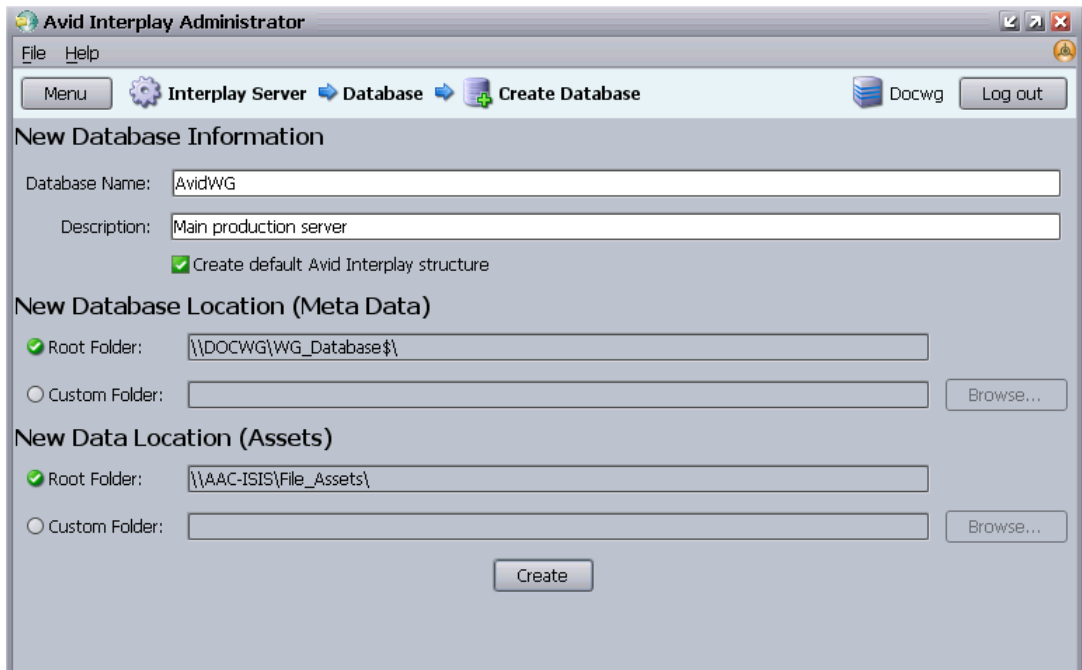 Avid Interplay Administrator
File Help
Menu Interplay Server Database Create Database Docwg Log out
New Database Information
Database Name: AvidWG
Description: Main production server
Create default Avid Interplay structure
New Database Location (Meta Data)
Root Folder: \\DOCWG\WG_Database$\
Custom Folder: Browse...
New Data Location (Assets)
Root Folder: \\AAC-ISIS\File_Assets\
Custom Folder: Browse...
Create